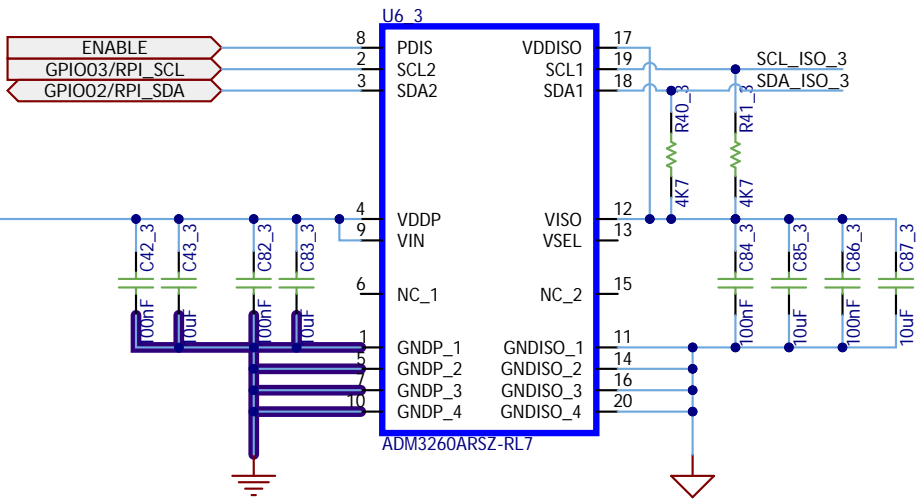 U6_3
ENABLE
8
PDIS
VDDISO
17
GPIO03/RPI_SCL
2
SCL2
SCL1
19
SCL_ISO_3
GPIO02/RPI_SDA
3
SDA2
SDA1
18
SDA_ISO_3
R40_3
4K7
R41_3
4K7
4
VDDP
VISO
12
9
VIN
VSEL
13
C42_3
100nF
C43_3
10uF
C82_3
100nF
C83_3
10uF
C84_3
100nF
C85_3
10uF
C86_3
100nF
C87_3
10uF
6
NC_1
NC_2
15
1
GNDP_1
GNDISO_1
11
5
GNDP_2
GNDISO_2
14
7
GNDP_3
GNDISO_3
16
10
GNDP_4
GNDISO_4
20
ADM3260ARSZ-RL7